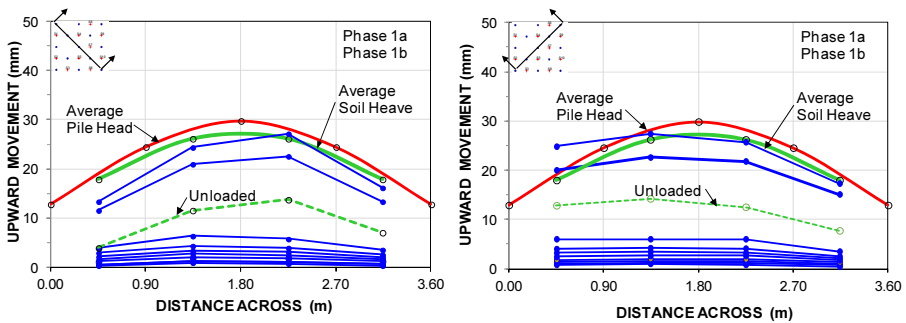 50
40
30
20
10
0
UPWARD MOVEMENT (mm)
Phase 1a
Phase 1b
Average
Pile Head
Average
Soil Heave
Unloaded
0.00 0.90 1.80 2.70 3.60
DISTANCE ACROSS (m)
50
40
30
20
10
0
UPWARD MOVEMENT (mm)
Phase 1a
Phase 1b
Average
Pile Head
Average
Soil Heave
Unloaded
0.00 0.90 1.80 2.70 3.60
DISTANCE ACROSS (m)